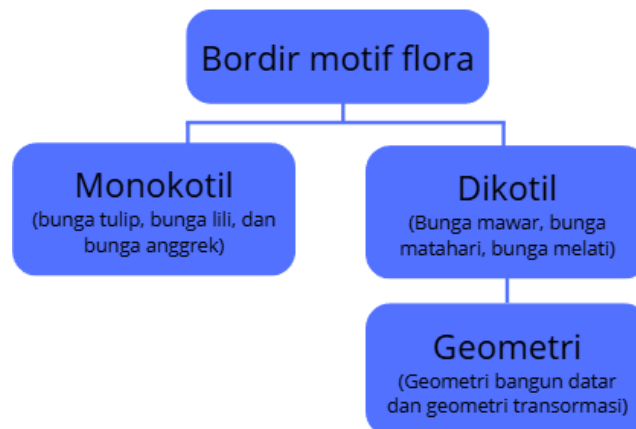 Bordir motif flora
Monokotil
(bunga tulip, bunga lili, dan
bunga anggrek)
Dikotil
(Bunga mawar, bunga
matahari, bunga melati)
Geometri
(Geometri bangun datar
dan geometri transormasi)